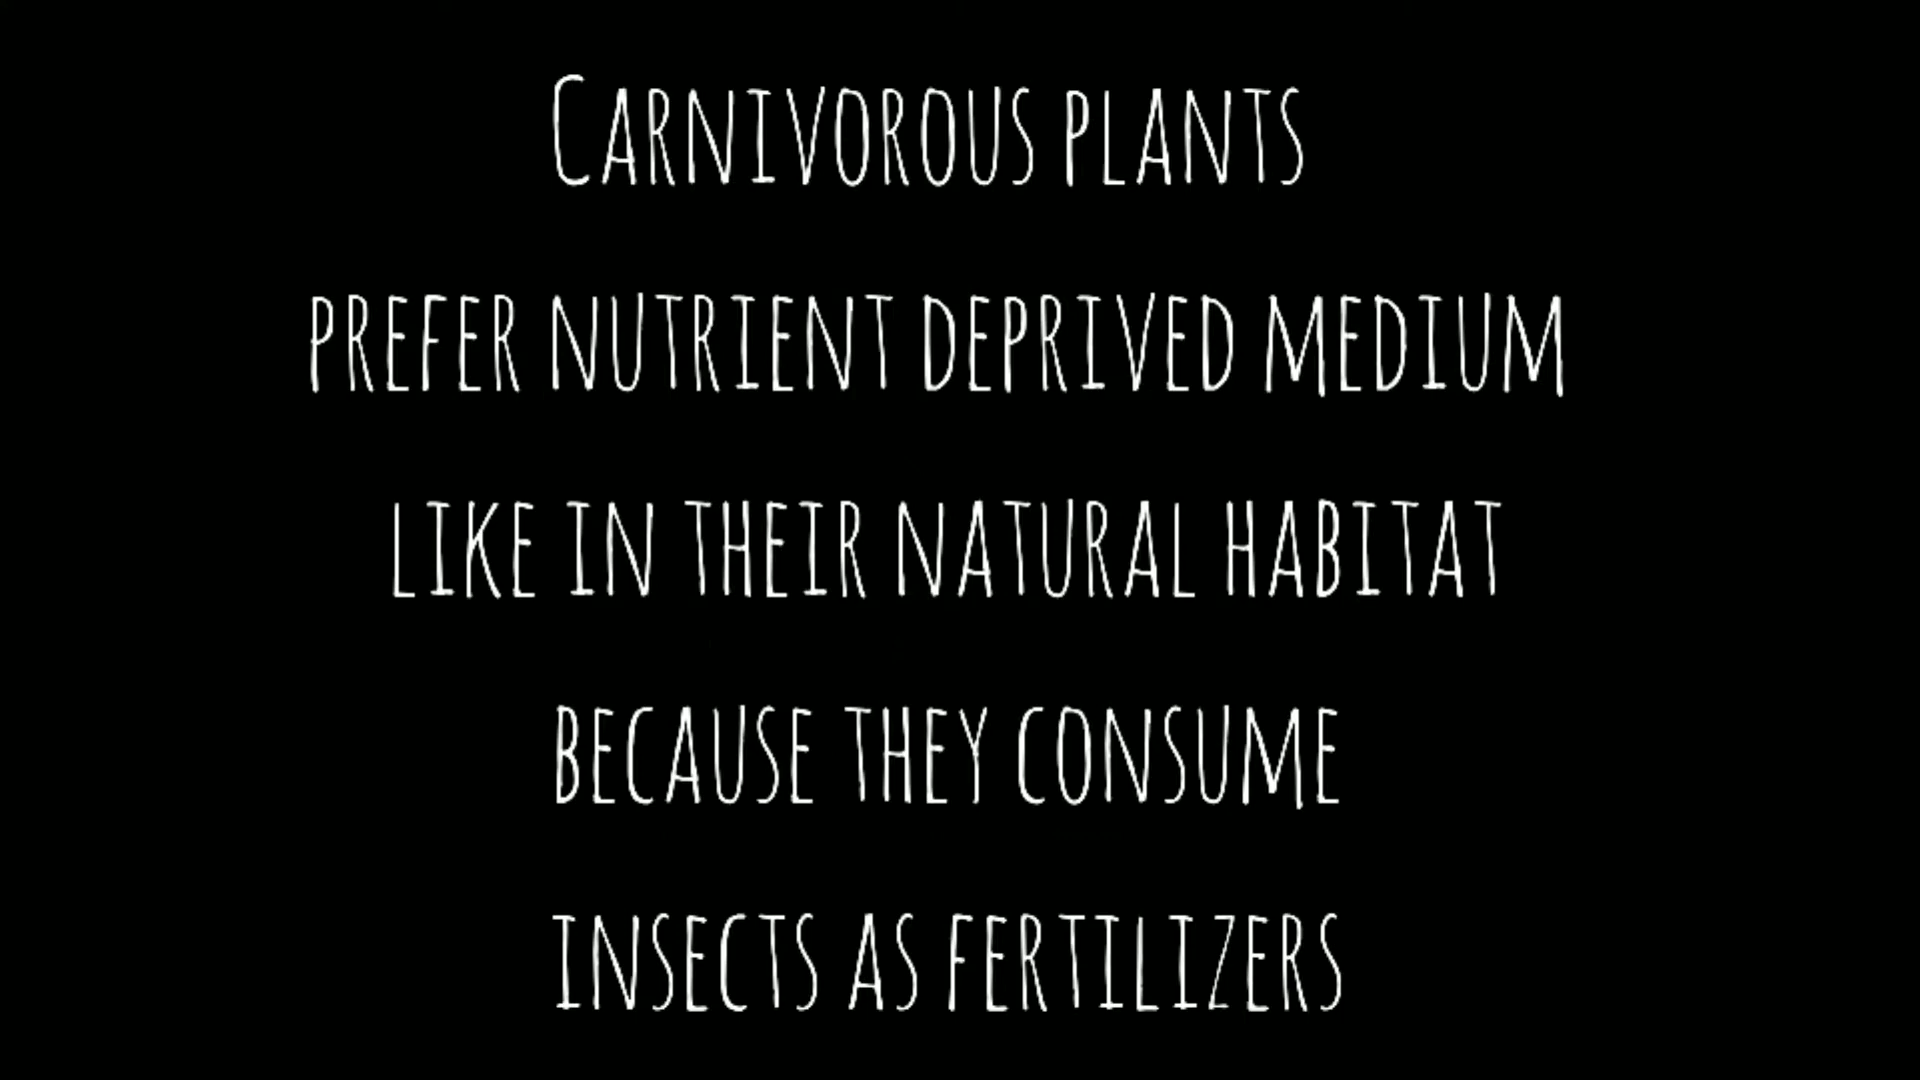 Carnivorous plants
prefer nutrient deprived medium
like in their natural habitat
because they consume
insects as fertilizers